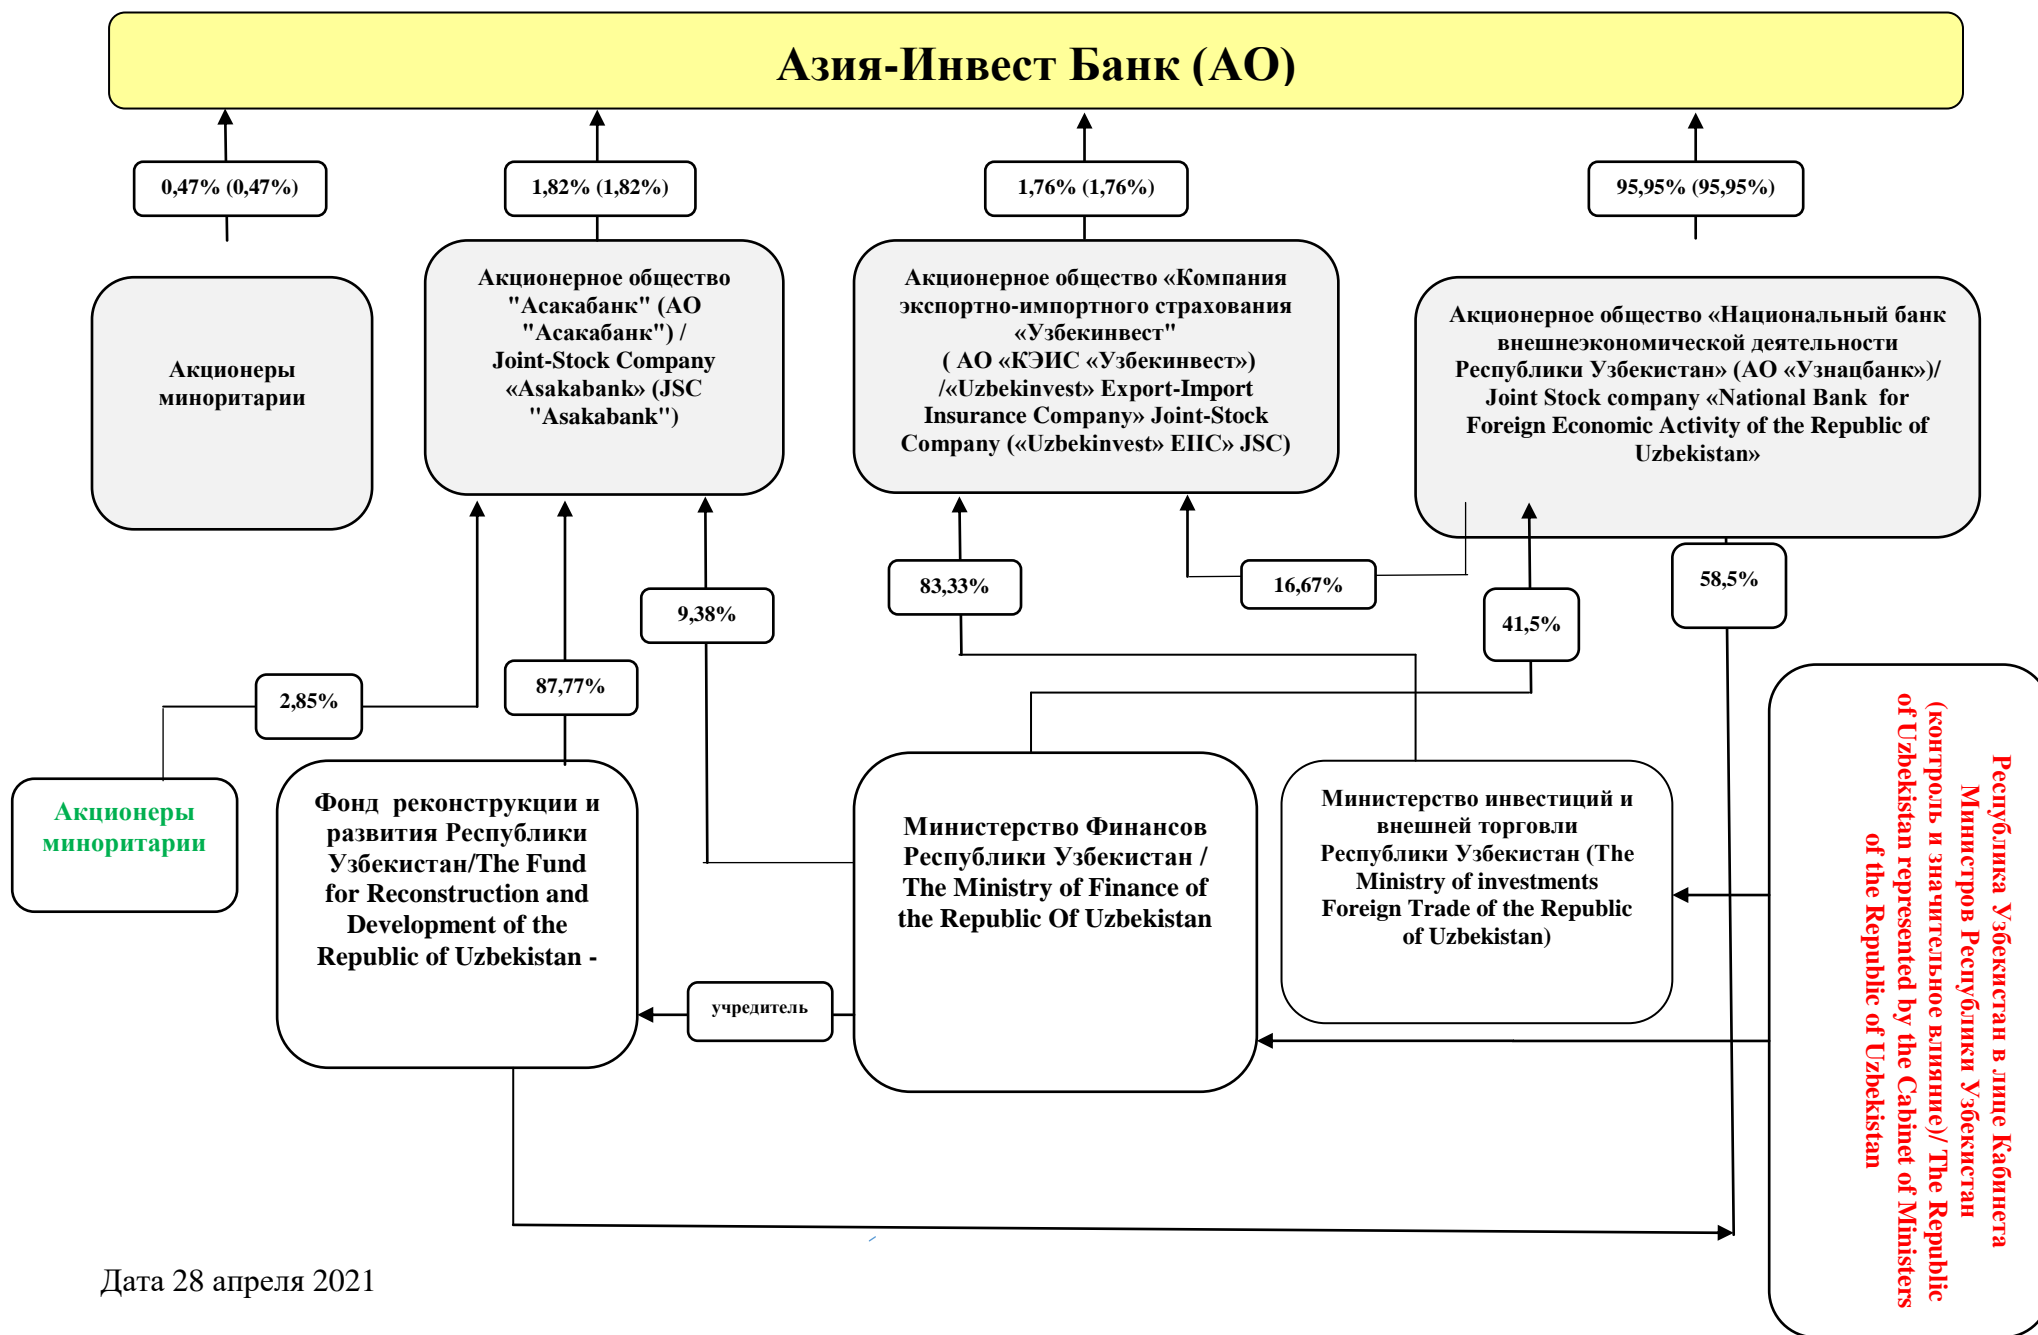 Азия-Инвест Банк (АО)
0,47% (0,47%)
1,82% (1,82%)
1,76% (1,76%)
95,95% (95,95%)
Акционеры
миноритарии
Акционерное общество
"Асакабанк" (АО
"Асакабанк") /
Joint-Stock Company
«Asakabank» (JSC
"Asakabank")
Акционерное общество «Компания
экспортно-импортного страхования
«Узбекинвест"
( АО «КЭИС «Узбекинвест»)
/«Uzbekinvest» Export-Import
Insurance Company» Joint-Stock
Company («Uzbekinvest» EIIC» JSC)
Акционерное общество «Национальный банк
внешнеэкономической деятельности
Республики Узбекистан» (АО «Узнацбанк»)/
Joint Stock company «National Bank for
Foreign Economic Activity of the Republic of
Uzbekistan»
2,85%
87,77%
9,38%
83,33%
16,67%
41,5%
58,5%
Акционеры
миноритарии
Фонд реконструкции и
развития Республики
Узбекистан/The Fund
for Reconstruction and
Development of the
Republic of Uzbekistan -
учредитель
Министерство Финансов
Республики Узбекистан /
The Ministry of Finance of
the Republic Of Uzbekistan
Министерство инвестиций и
внешней торговли
Республики Узбекистан (The
Ministry of investments
Foreign Trade of the Republic
of Uzbekistan)
Республика Узбекистан в лице Кабинета
Министров Республики Узбекистан
(контроль и значительное влияние)/ The Republic
of Uzbekistan represented by the Cabinet of Ministers
of the Republic of Uzbekistan
Дата 28 апреля 2021